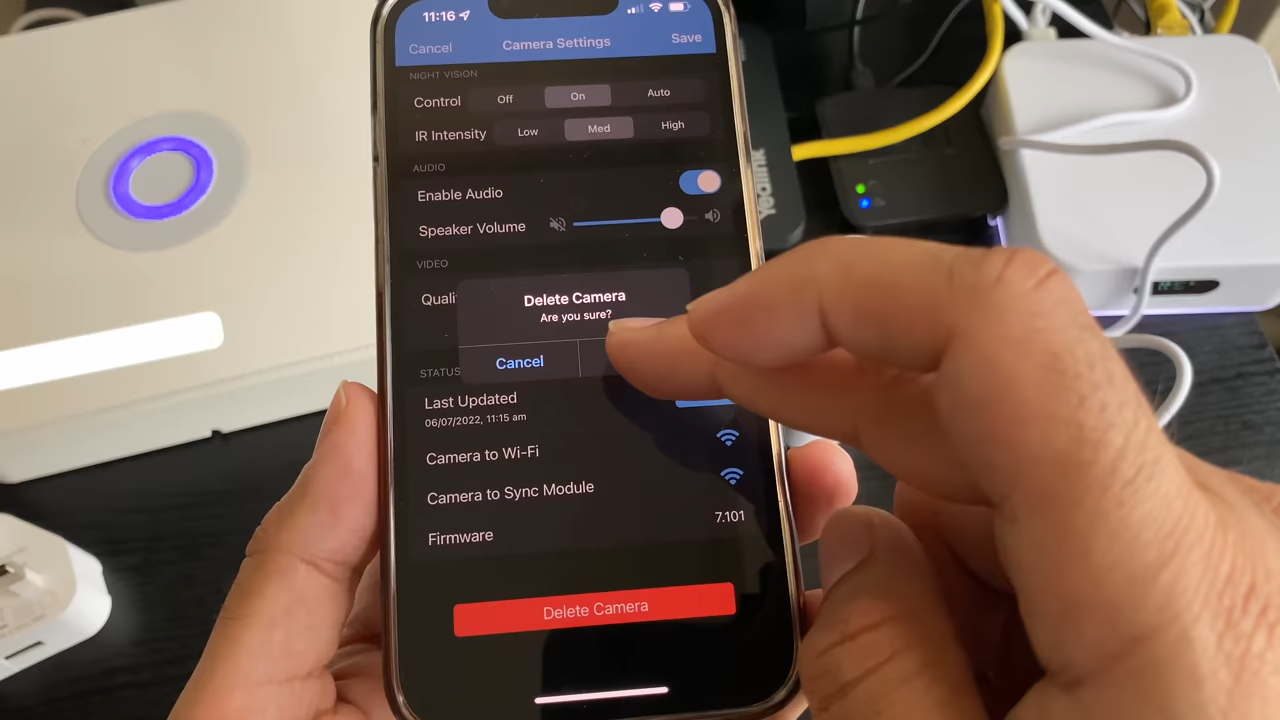 11:16
Cancel Camera Settings Save
NIGHT VISION
Control Off On Auto
IR Intensity Low Med High
AUDIO
Enable Audio
Speaker Volume
VIDEO
Quali
Delete Camera
Are you sure?
Cancel
STATUS
Last Updated
06/07/2022, 11:15 am
Camera to Wi-Fi
Camera to Sync Module
Firmware 7.101
Delete Camera
Yealink